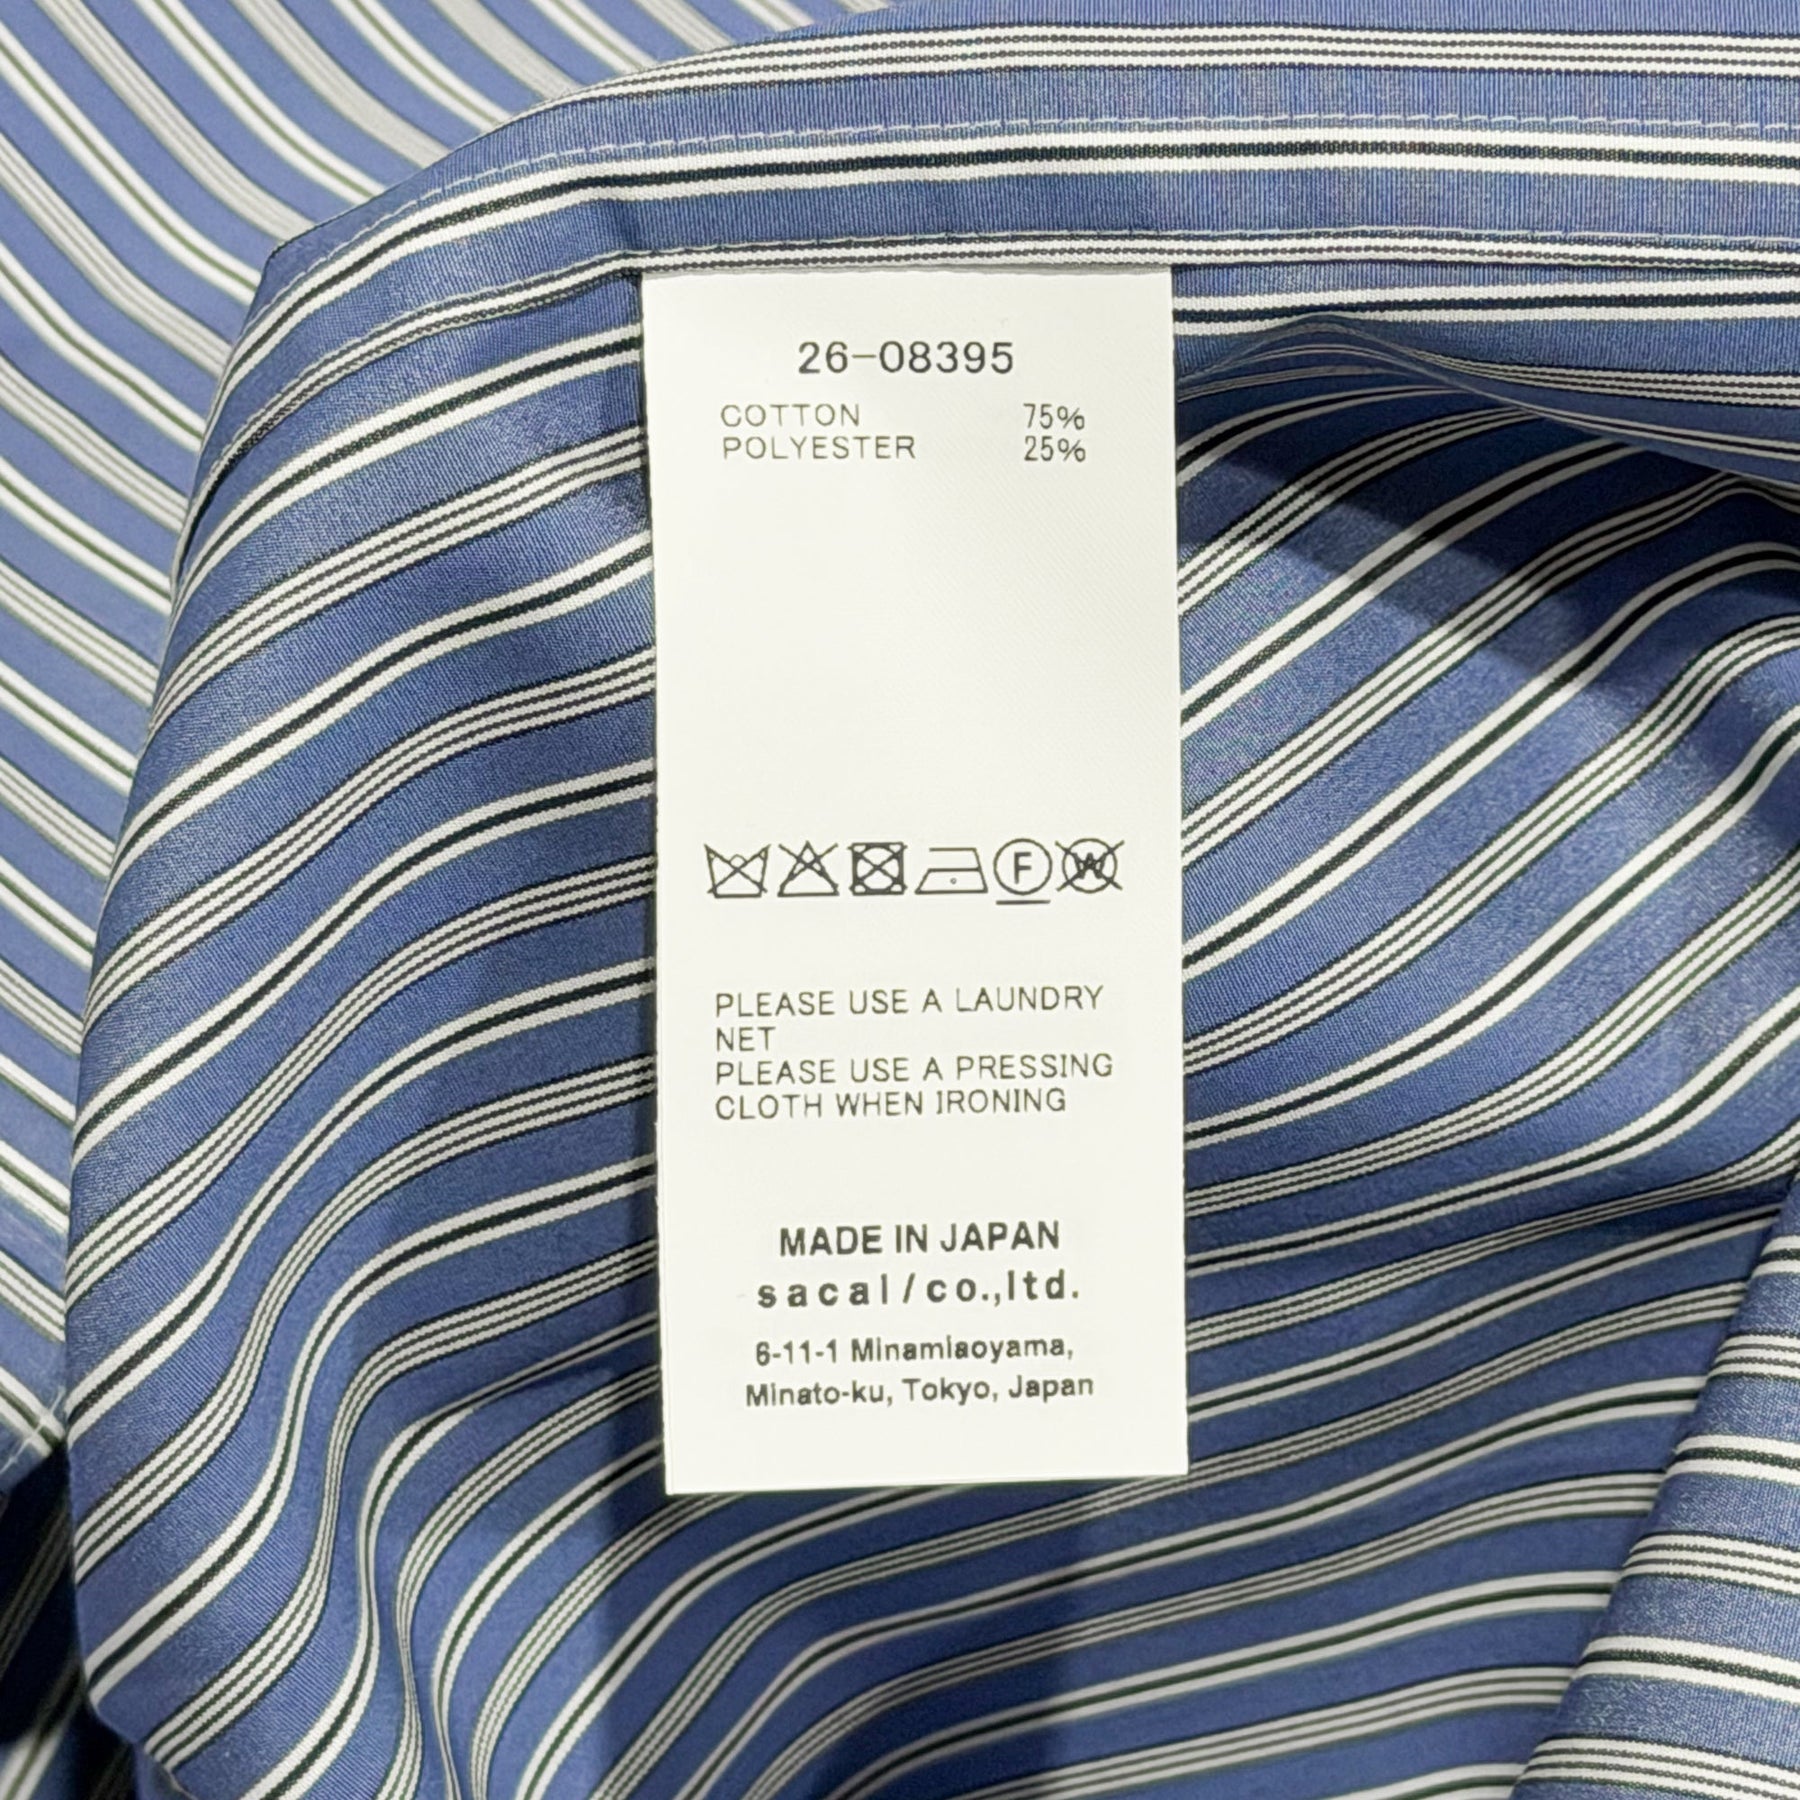 26-08395
COTTON 75%
POLYESTER 25%
F W
PLEASE USE A LAUNDRY
NET
PLEASE USE A PRESSING
CLOTH WHEN IRONING
MADE IN JAPAN
sacai/co.,ltd.
6-11-1 Minamiaoyama,
Minato-ku, Tokyo, Japan